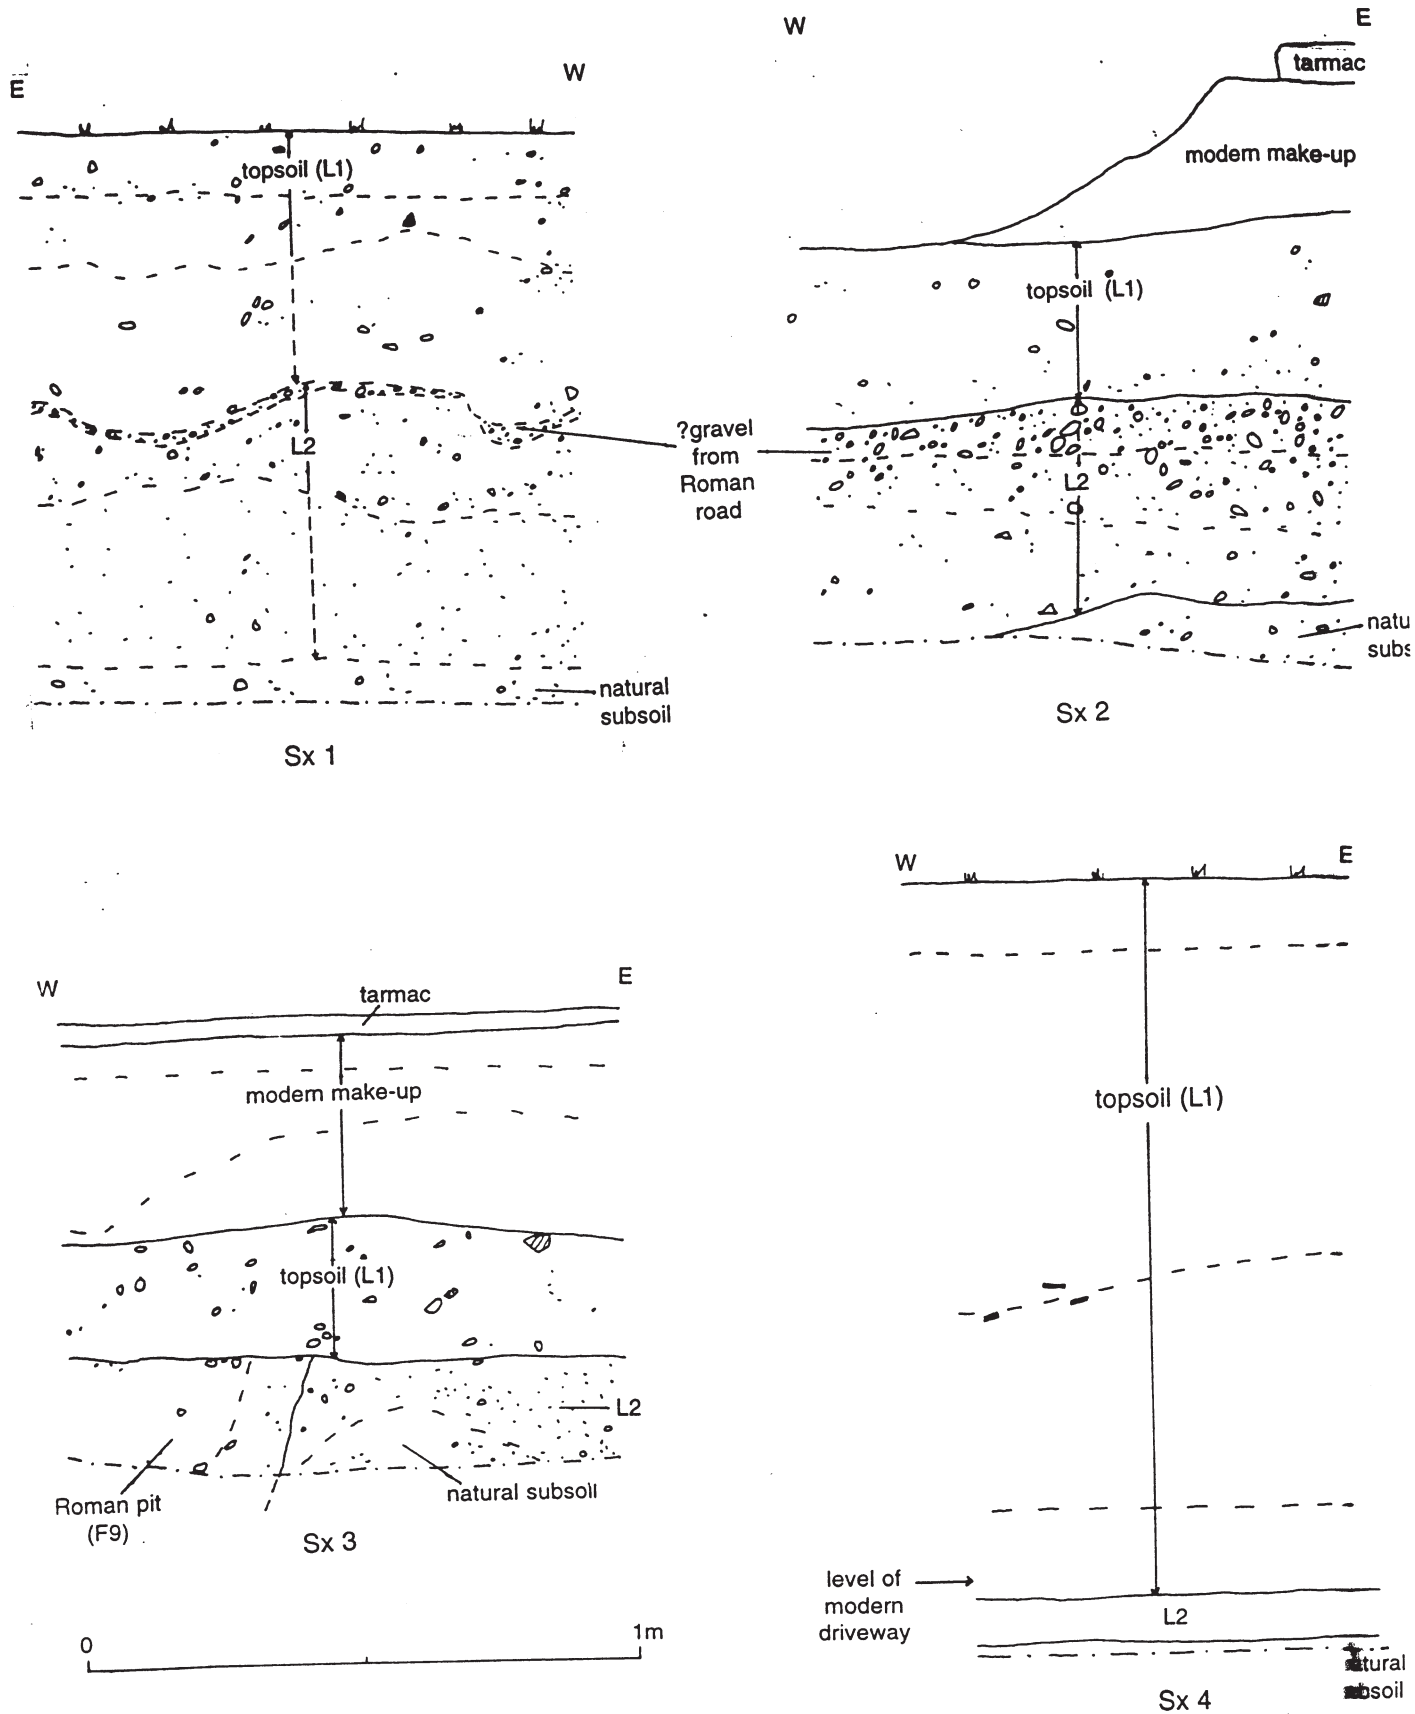 E
W
topsoil (L1)
L2
natural
subsoil
Sx 1
?gravel
from
Roman
road
W
E
tarmac
modern make-up
topsoil (L1)
L2
natu
subs
Sx 2
W
E
tarmac
modern make-up
topsoil (L1)
L2
natural subsoil
Roman pit
(F9)
Sx 3
0
1m
W
E
topsoil (L1)
level of
modern
driveway
L2
Sx 4